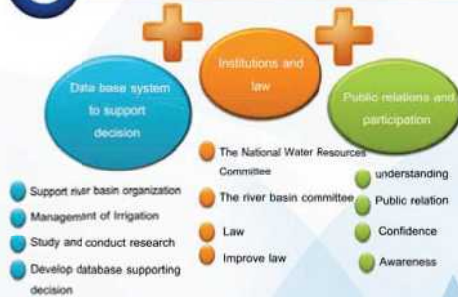 Data base system
to support
decision
Institutions and
law
Public relations and
participation
Support river basin organization
Management of Irrigation
Study and conduct research
Develop database supporting
decision
The National Water Resources
Committee
The river basin committee
Law
Improve law
understanding
Public relation
Confidence
Awareness